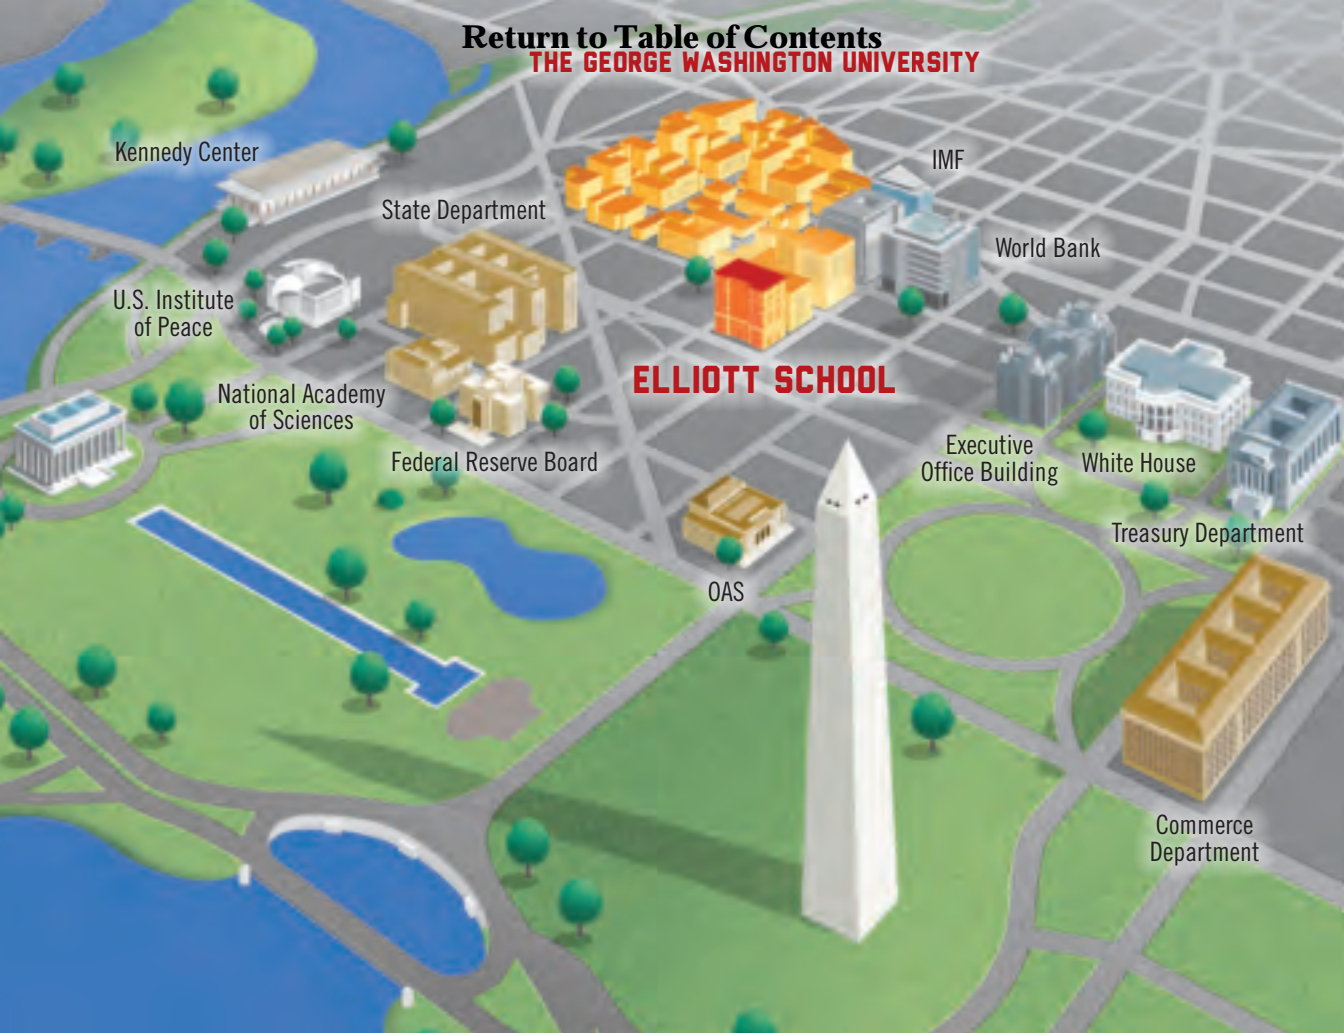 Return to Table of Contents
THE GEORGE WASHINGTON UNIVERSITY
Kennedy Center
IMF
State Department
World Bank
U.S. Institute
of Peace
ELLIOTT SCHOOL
National Academy
of Sciences
Executive
Office Building
White House
Federal Reserve Board
Treasury Department
OAS
Commerce
Department